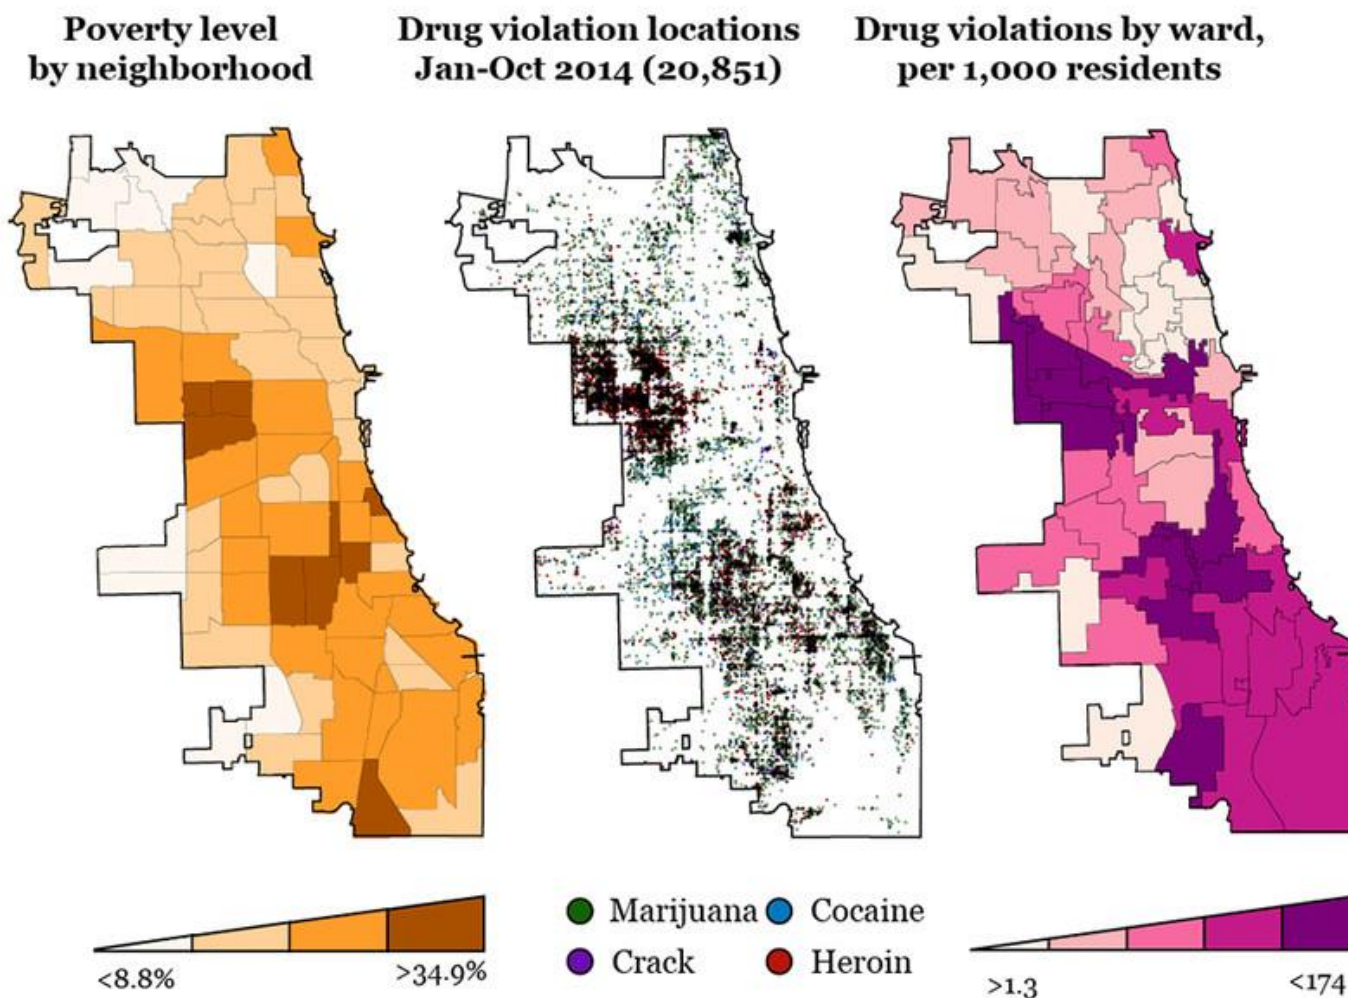 Poverty level
by neighborhood
Drug violation locations
Jan-Oct 2014 (20,851)
Drug violations by ward,
per 1,000 residents
<8.8%
>34.9%
Marijuana
Cocaine
Crack
Heroin
>1.3
<174